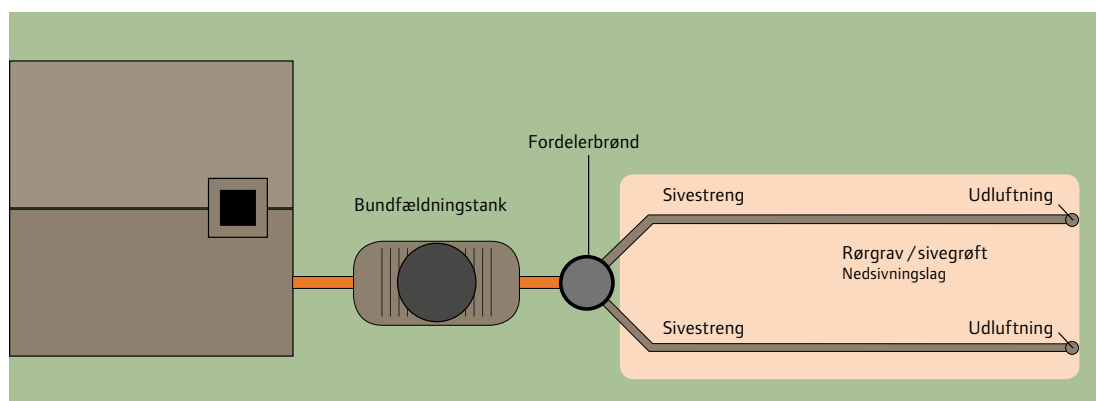 Fordelerbrønd
Bundfældningstank
Sivestreng
Udluftning
Rørgrav / sivegrøft
Nedsivningslag
Sivestreng
Udluftning